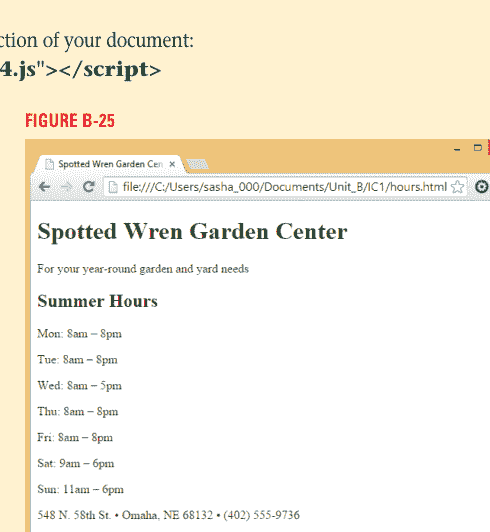 ction of your document:
4.js"></script>
FIGURE B-25
Spotted Wren Garden Cen
file:///C:/Users/sasha_000/Documents/Unit_B/IC1/hours.html
Spotted Wren Garden Center
For your year-round garden and yard needs
Summer Hours
Mon: 8am – 8pm
Tue: 8am – 8pm
Wed: 8am – 5pm
Thu: 8am – 8pm
Fri: 8am – 8pm
Sat: 9am – 6pm
Sun: 11am – 6pm
548 N. 58th St. • Omaha, NE 68132 • (402) 555-9736